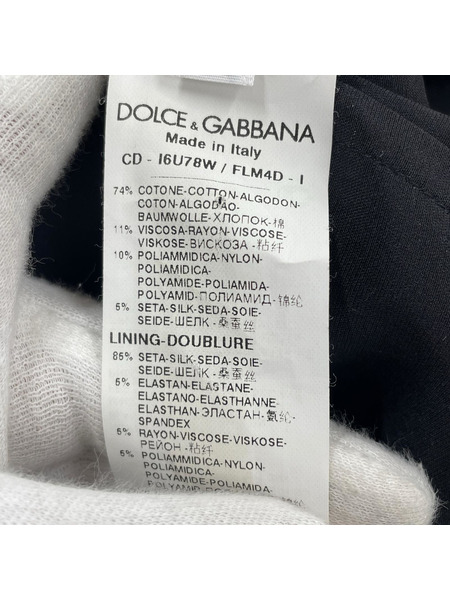 DOLCE & GABBANA
Made in Italy
CD - I6U78W / FLM4D - I
74% COTONE-COTTON-ALGODON-
COTON-ALGODAO-
BAUMWOLLE-ХЛОПОК-棉
11% VISCOSA-RAYON-VISCOSE-
VISKOSE-ВИСКОЗА-粘纤
10% POLIAMMIDICA-NYLON-
POLIAMIDICA-
POLYAMIDE-POLIAMIDA-
POLYAMID-ПОЛИАМИД-锦纶
5% SETA-SILK-SEDA-SOIE-
SEIDE-ШЕЛК-桑蚕丝
LINING-DOUBLURE
85% SETA-SILK-SEDA-SOIE-
SEIDE-ШЕЛК-桑蚕丝
5% ELASTAN-ELASTANE-
ELASTANO-ELASTHANNE-
ELASTHAN-ЭЛАСТАН-氨纶-
SPANDEX
5% RAYON-VISCOSE-VISKOSE-
РЕЙОН-粘纤
5% POLIAMMIDICA-NYLON-
POLIAMIDICA-
POLYAMIDE-POLIAMIDA-